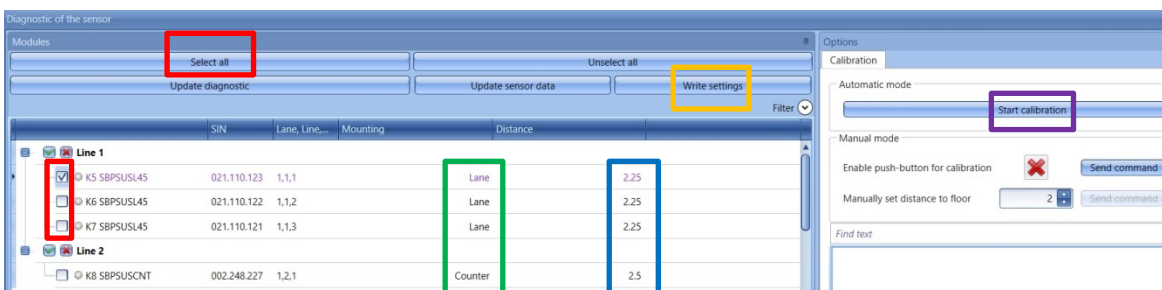 Diagnostic of the sensor
Modules
Select all
Unselect all
Update diagnostic
Update sensor data
Write settings
Filter
SIN
Lane, Line,...
Mounting
Distance
Line 1
K5 SBPSUSL45 021.110.123 1,1,1 Lane 2.25
K6 SBPSUSL45 021.110.122 1,1,2 Lane 2.25
K7 SBPSUSL45 021.110.121 1,1,3 Lane 2.25
Line 2
K8 SBPSUSCNT 002.248.227 1,2,1 Counter 2.5
Options
Calibration
Automatic mode
Start calibration
Manual mode
Enable push-button for calibration
Send command
Manually set distance to floor
2
Send command
Find text